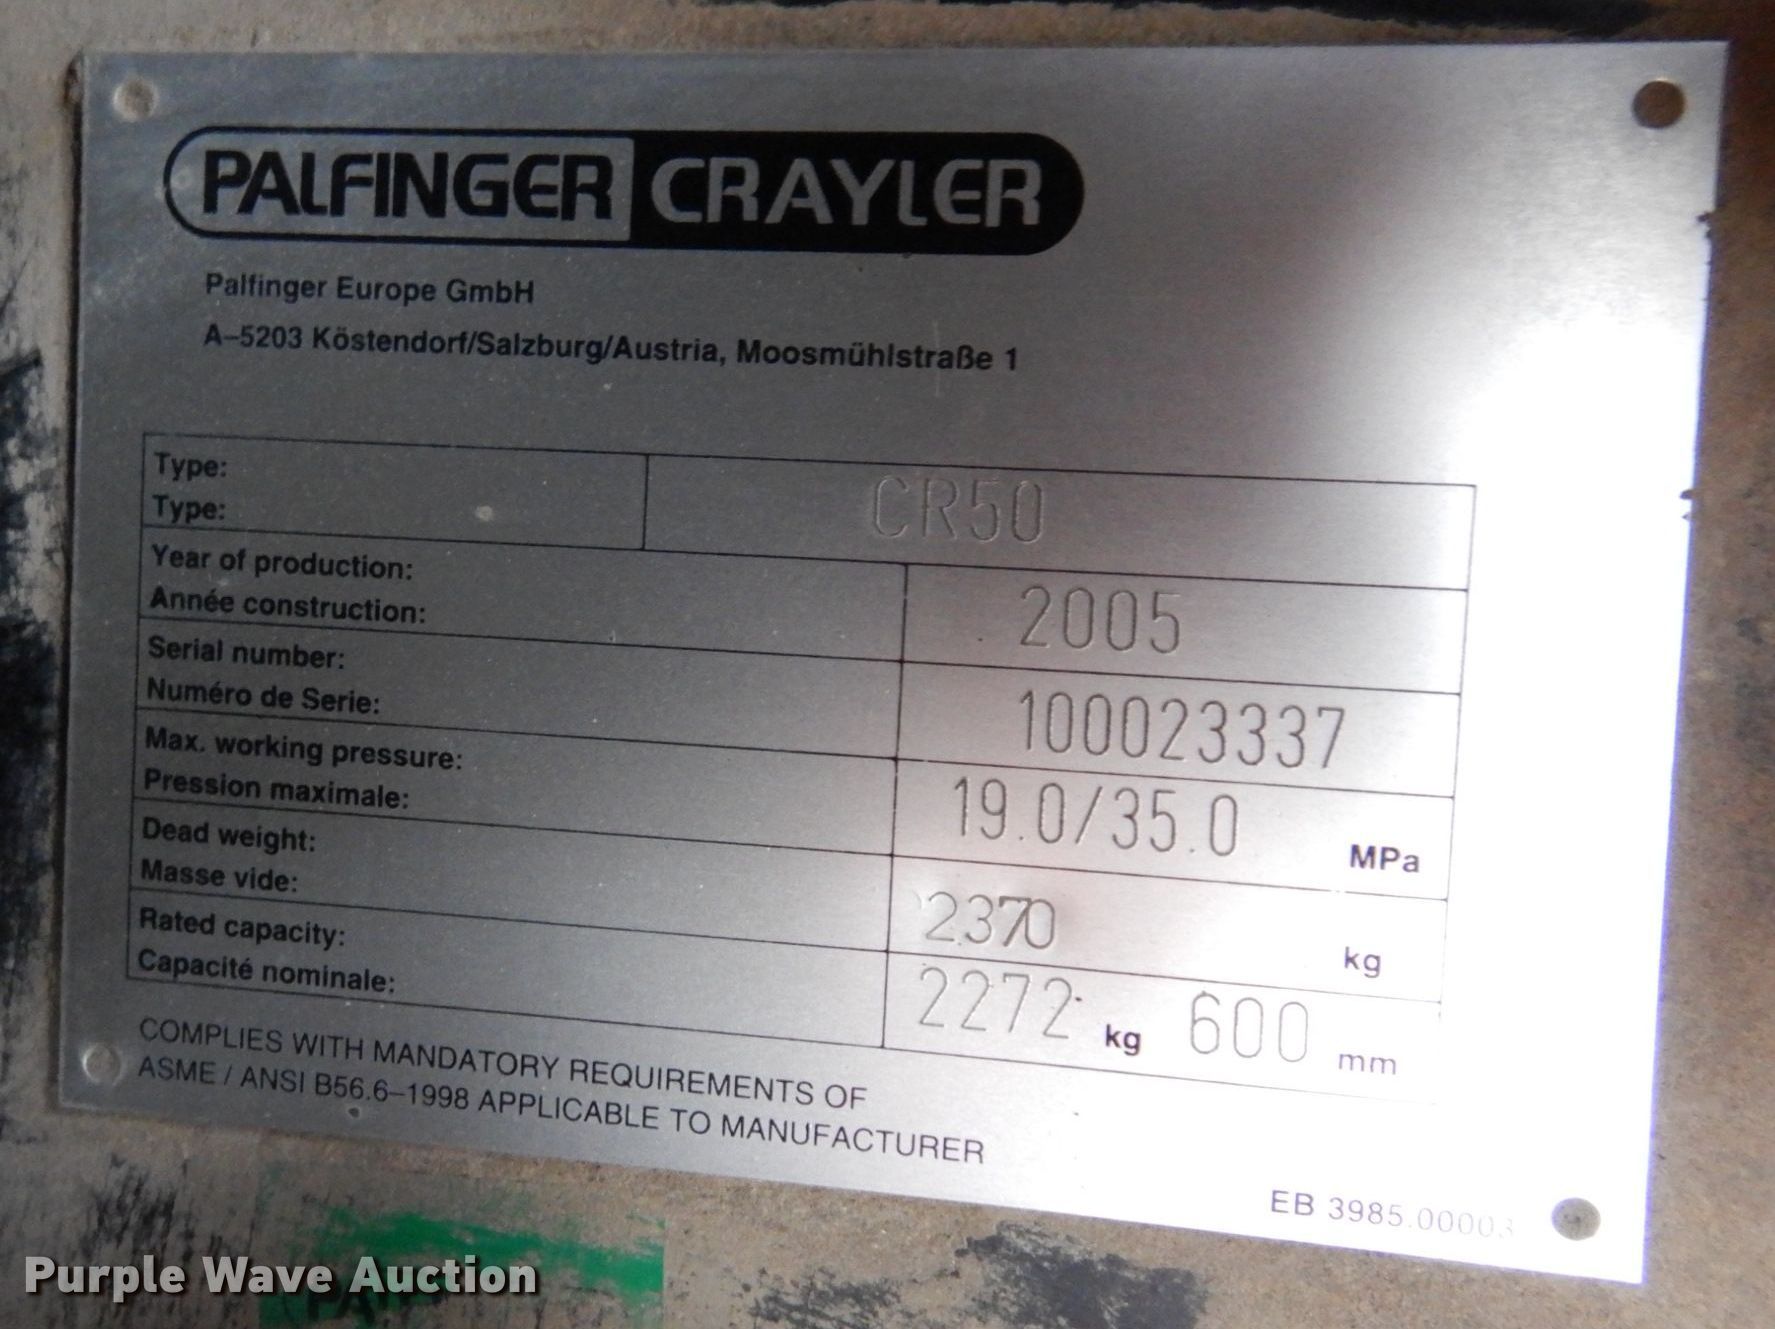 PALFINGER CRAYLER
Palfinger Europe GmbH
A–5203 Köstendorf/Salzburg/Austria, Moosmühlstraße 1
Type:
Type:
CR50
Year of production:
Année construction:
2005
Serial number:
Numéro de Serie:
100023337
Max. working pressure:
Pression maximale:
19.0/35.0 MPa
Dead weight:
Masse vide:
2370 kg
Rated capacity:
Capacité nominale:
2272 kg 600 mm
COMPLIES WITH MANDATORY REQUIREMENTS OF
ASME / ANSI B56.6–1998 APPLICABLE TO MANUFACTURER
EB 3985.00003
Purple Wave Auction